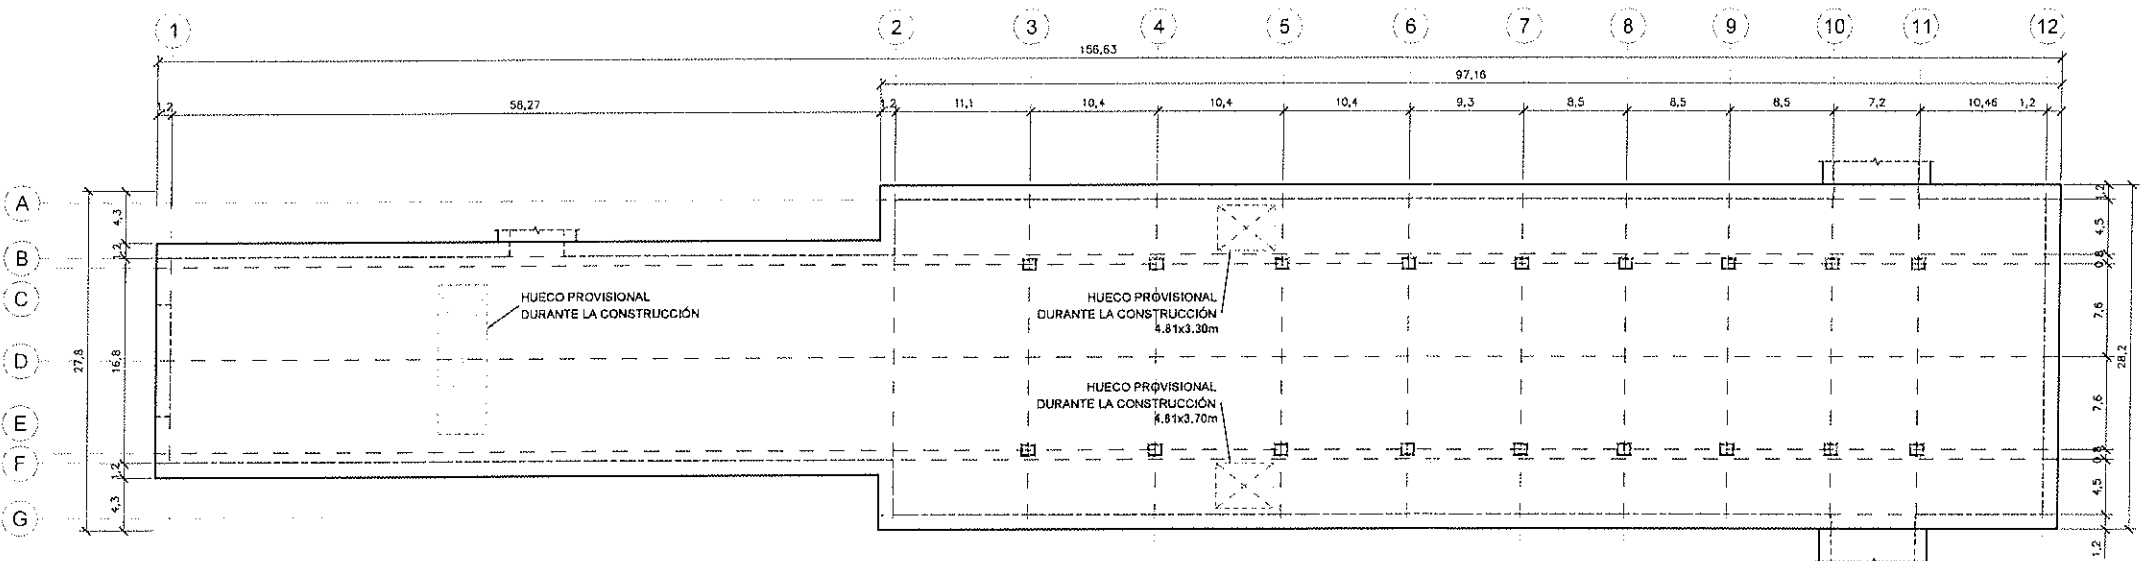 1 2 3 4 5 6 7 8 9 10 11 12
156,63
97,16
1,2 58,27 1,2 11,1 10,4 10,4 10,4 9,3 8,5 8,5 8,5 7,2 10,46 1,2
A
B
C
D
E
F
G
27,8
4,3
1,2
16,8
1,2
4,3
HUECO PROVISIONAL
DURANTE LA CONSTRUCCIÓN
HUECO PROVISIONAL
DURANTE LA CONSTRUCCIÓN
4.81x3.30m
HUECO PROVISIONAL
DURANTE LA CONSTRUCCIÓN
4.81x3.70m
1,2
4,5
0,8
7,6
7,6
0,8
4,5
1,2
28,2